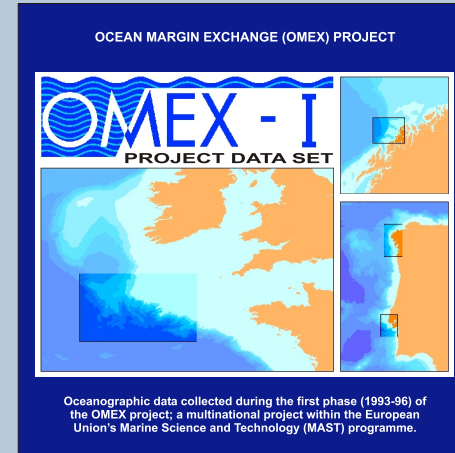 OCEAN MARGIN EXCHANGE (OMEX) PROJECT
OMEX - I
PROJECT DATA SET
Oceanographic data collected during the first phase (1993-96) of
the OMEX project; a multinational project within the European
Union's Marine Science and Technology (MAST) programme.